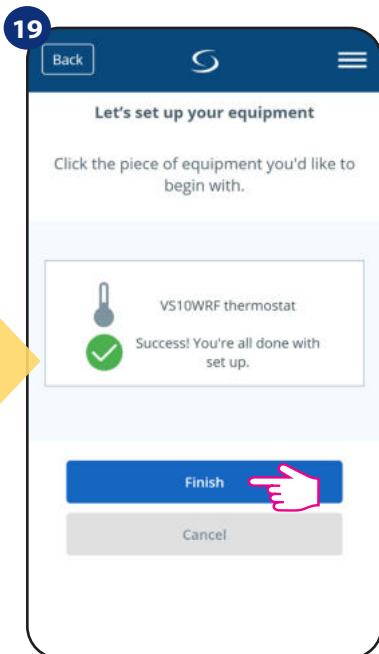 19
Back
Let's set up your equipment
Click the piece of equipment you'd like to
begin with.
VS10WRF thermostat
Success! You're all done with
set up.
Finish
Cancel